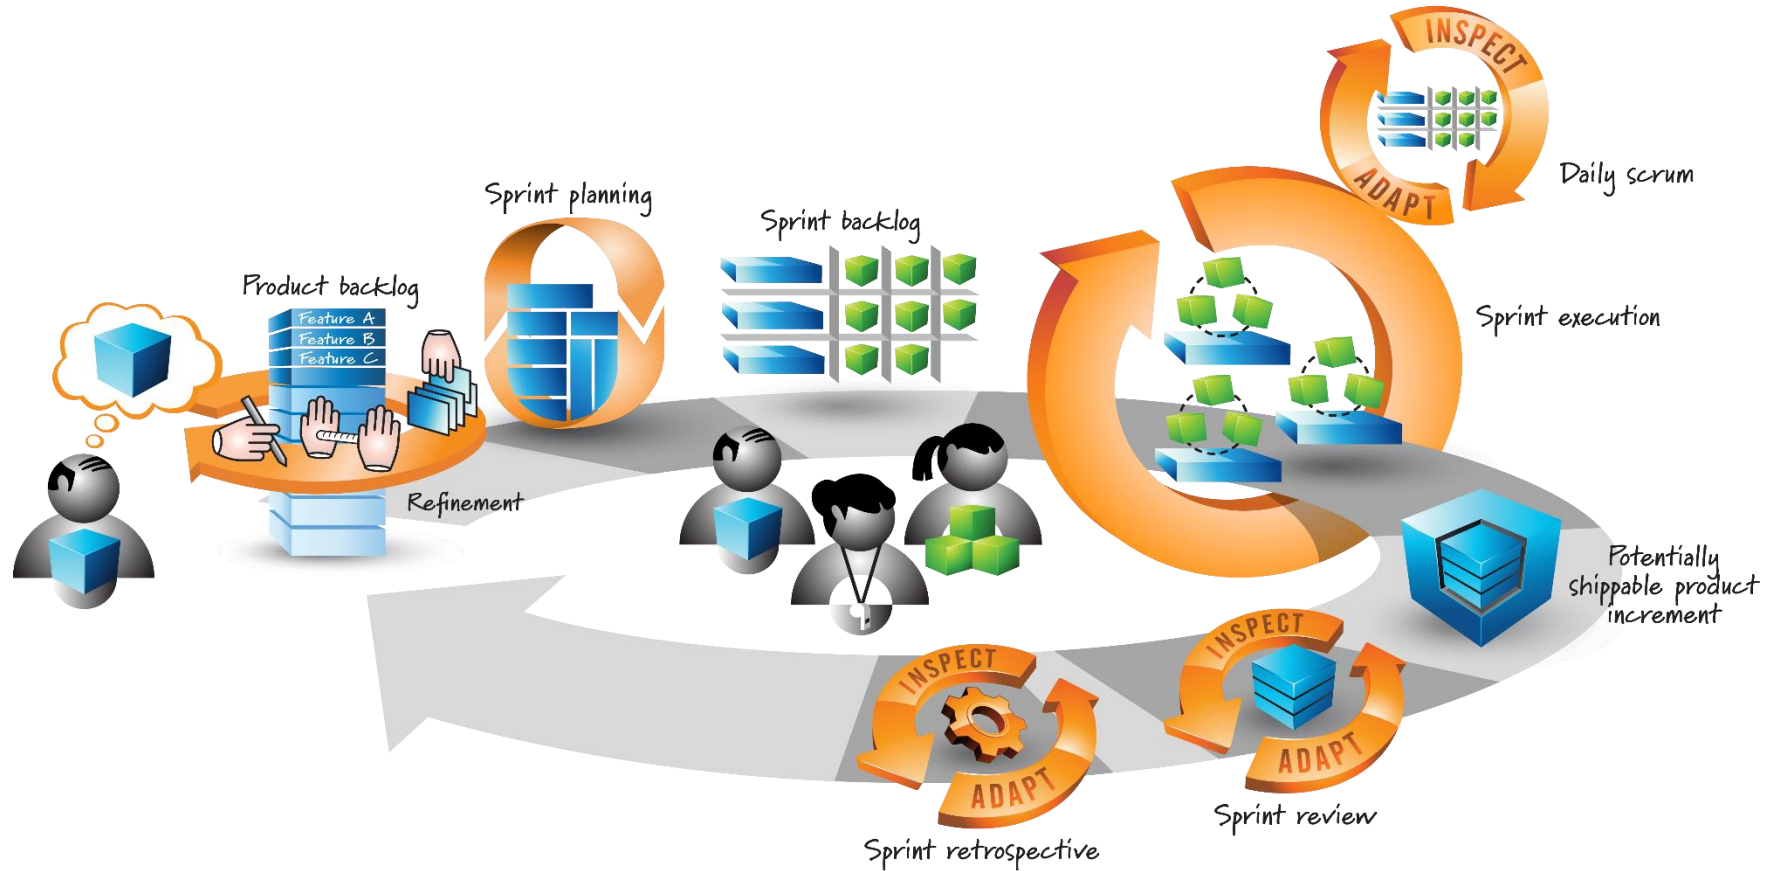 Product backlog
Feature A
Feature B
Feature C
Refinement
Sprint planning
Sprint backlog
INSPECT
ADAPT
Daily scrum
Sprint execution
Potentially
shippable product
increment
INSPECT
ADAPT
Sprint review
INSPECT
ADAPT
Sprint retrospective